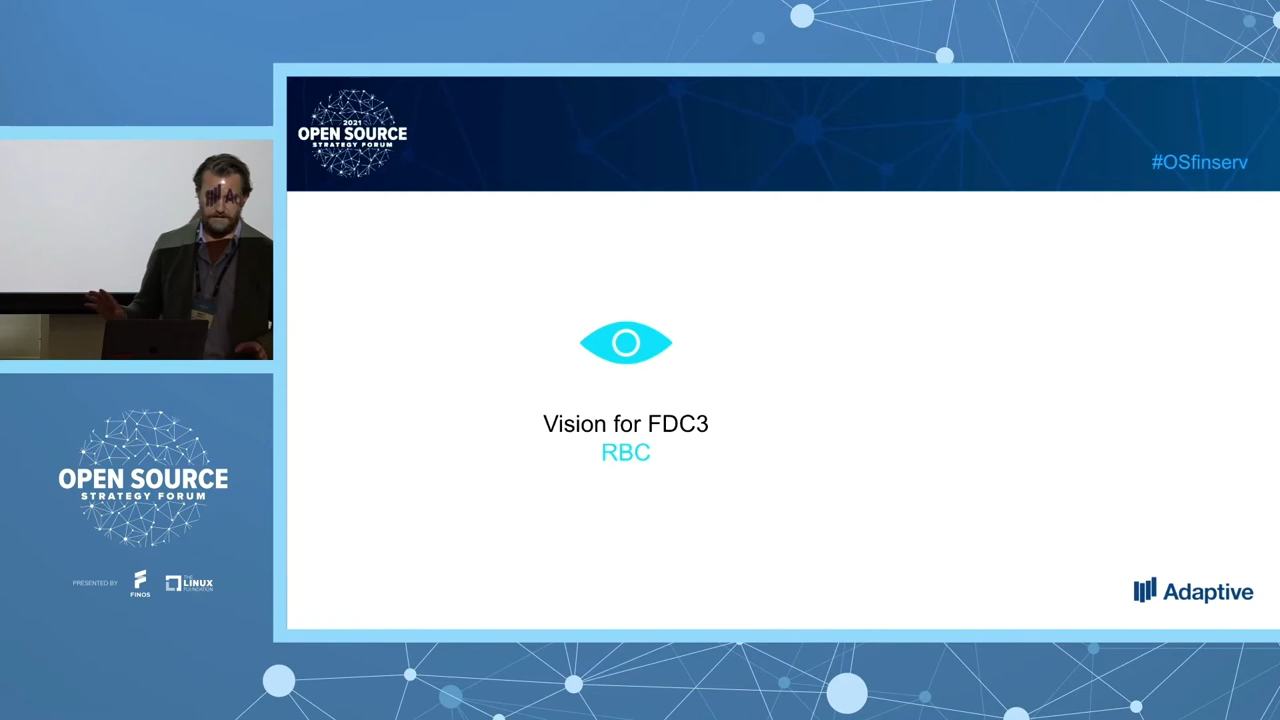 2021
OPEN SOURCE
STRATEGY FORUM
#OSfinserv
Vision for FDC3
RBC
Adaptive
OPEN SOURCE
STRATEGY FORUM
PRESENTED BY
FINOS
THE
LINUX
FOUNDATION